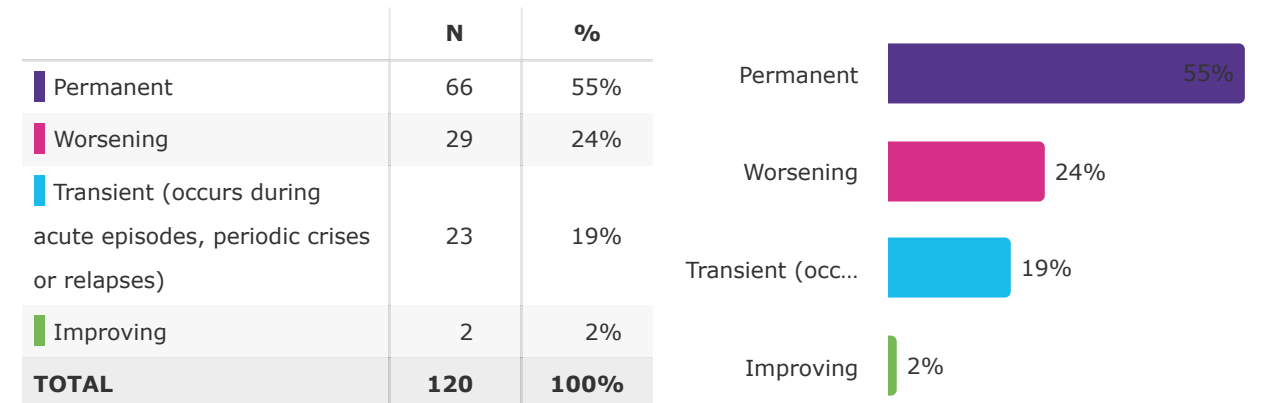 N %
Permanent 66 55%
Worsening 29 24%
Transient (occurs during
acute episodes, periodic crises 23 19%
or relapses)
Improving 2 2%
TOTAL 120 100%
Permanent 55%
Worsening 24%
Transient (occ… 19%
Improving 2%